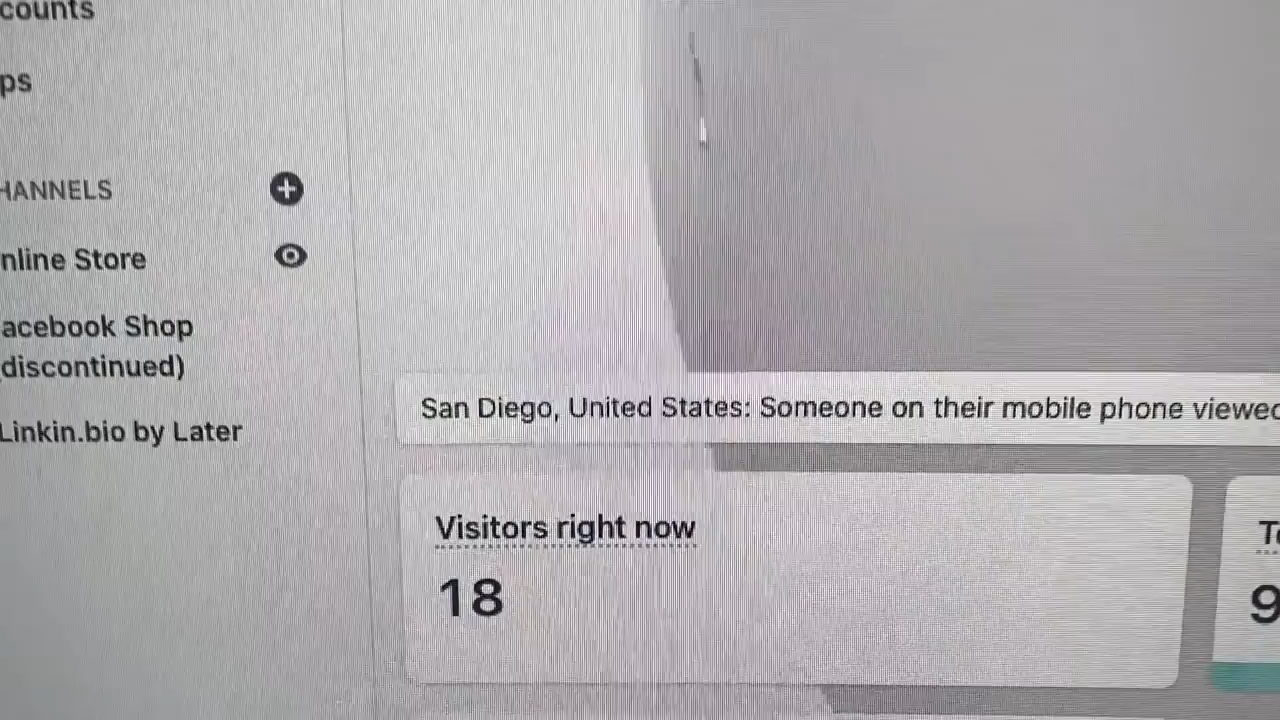 counts
ps
HANNELS
nline Store
acebook Shop
discontinued)
Linkin.bio by Later
San Diego, United States: Someone on their mobile phone viewed
Visitors right now
18
9